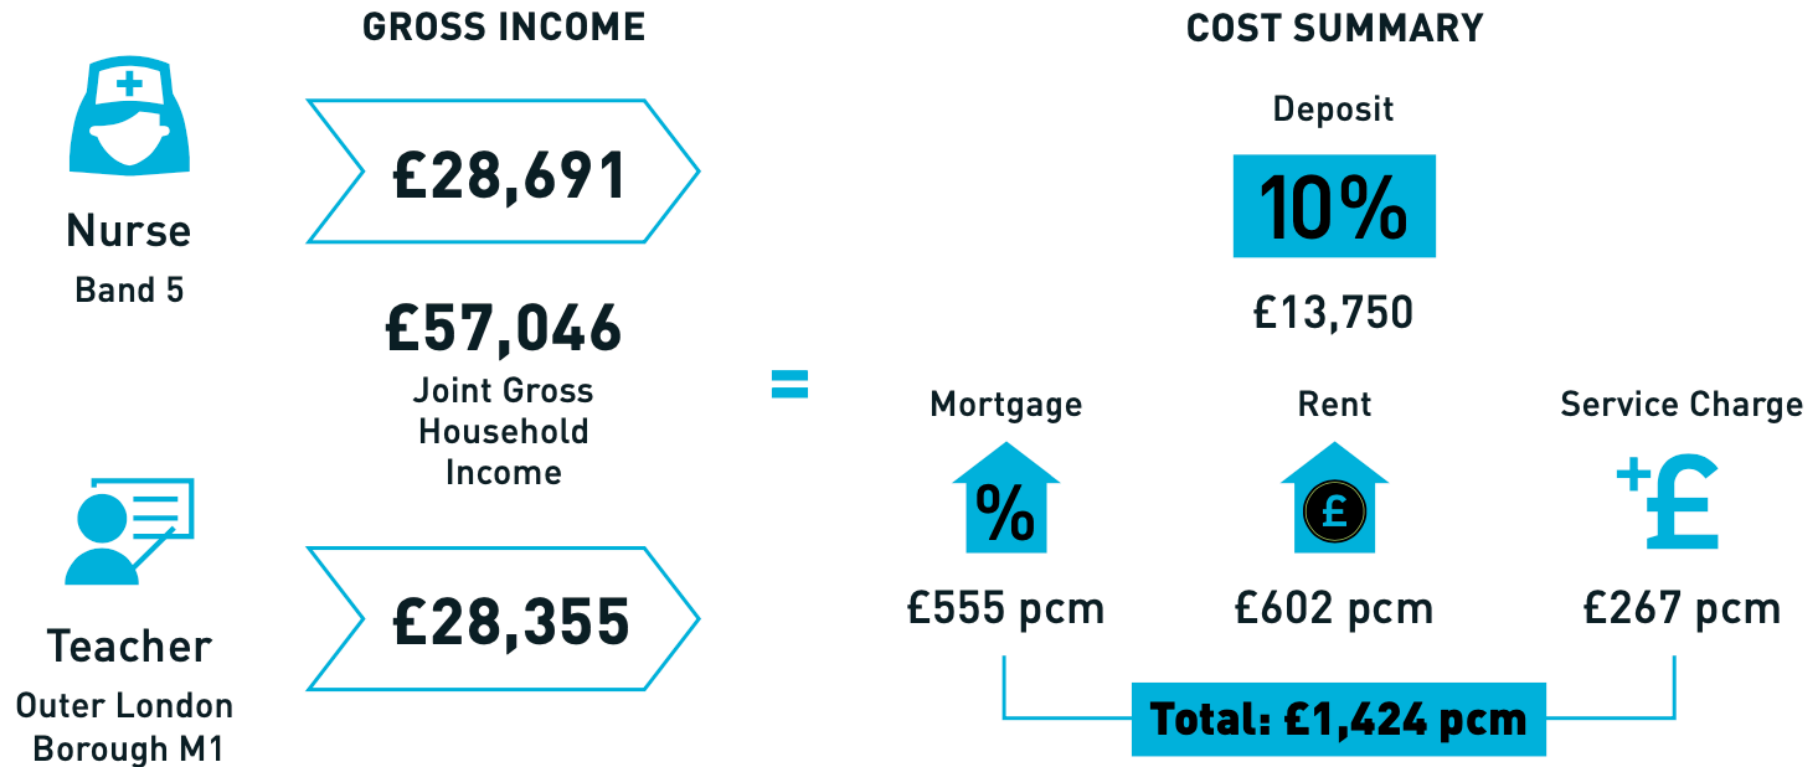 GROSS INCOME
Nurse
Band 5
£28,691
£57,046
Joint Gross
Household
Income
Teacher
Outer London
Borough M1
£28,355
=
COST SUMMARY
Deposit
10%
£13,750
Mortgage
%
£555 pcm
Rent
£
£602 pcm
Service Charge
+£
£267 pcm
Total: £1,424 pcm